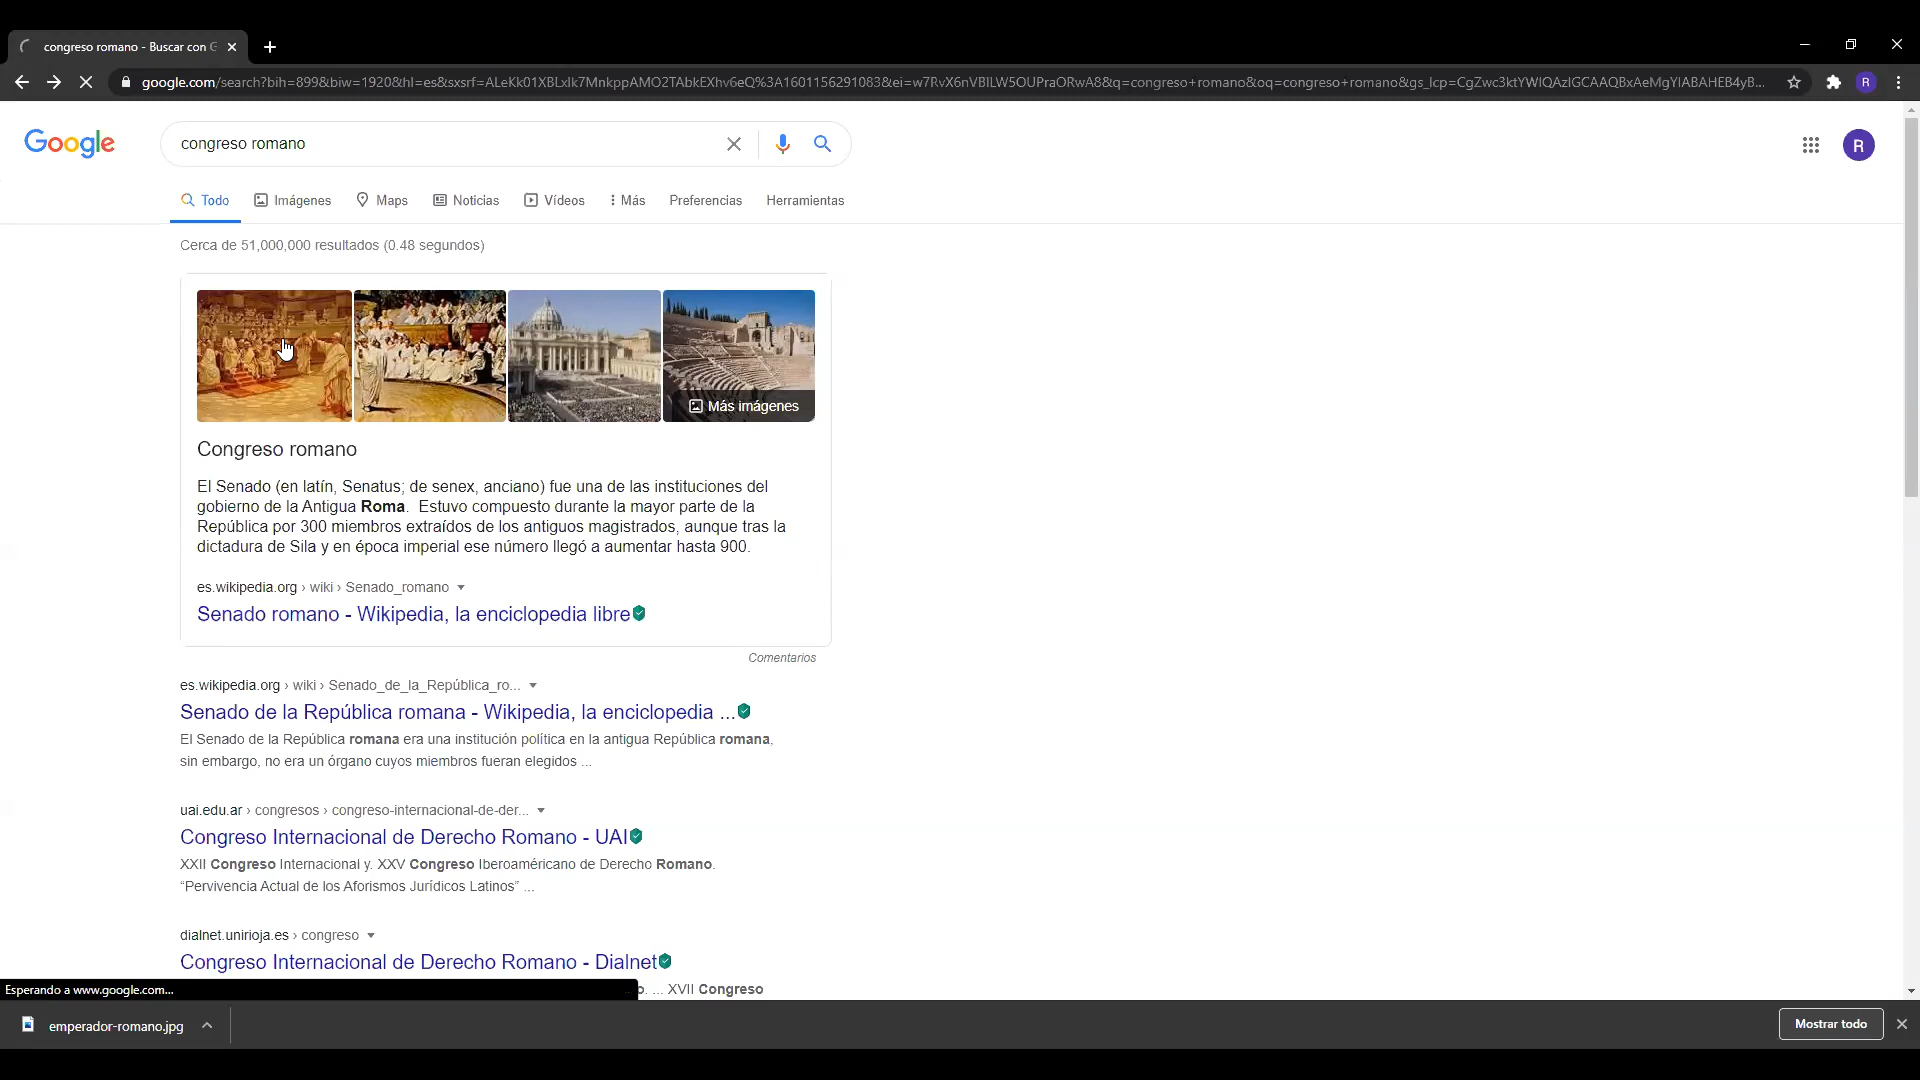 congreso romano - Buscar con G
google.com/search?bih=899&biw=1920&hl=es&sxsrf=ALeKk01XBLxlk7MnkppAMO2TAbkEXhv6eQ%3A1601156291083&ei=w7RvX6nVBILW5OUPraORwA8&q=congreso+romano&oq=congreso+romano&gs_lcp=CgZwc3ktYWIQAzIGCAAQBxAeMgYIABAHEB4yB...
R
Google
congreso romano
R
Todo Imágenes Maps Noticias Vídeos Más Preferencias Herramientas
Cerca de 51,000,000 resultados (0.48 segundos)
Más imágenes
Congreso romano
El Senado (en latín, Senatus; de senex, anciano) fue una de las instituciones del
gobierno de la Antigua Roma. Estuvo compuesto durante la mayor parte de la
República por 300 miembros extraídos de los antiguos magistrados, aunque tras la
dictadura de Sila y en época imperial ese número llegó a aumentar hasta 900.
es.wikipedia.org › wiki › Senado_romano
Senado romano - Wikipedia, la enciclopedia libre
Comentarios
es.wikipedia.org › wiki › Senado_de_la_República_ro...
Senado de la República romana - Wikipedia, la enciclopedia ...
El Senado de la República romana era una institución política en la antigua República romana,
sin embargo, no era un órgano cuyos miembros fueran elegidos ...
uai.edu.ar › congresos › congreso-internacional-de-der...
Congreso Internacional de Derecho Romano - UAI
XXII Congreso Internacional y. XXV Congreso Iberoaméricano de Derecho Romano.
“Pervivencia Actual de los Aforismos Jurídicos Latinos” ...
dialnet.unirioja.es › congreso
Congreso Internacional de Derecho Romano - Dialnet
Esperando a www.google.com...
o. ... XVII Congreso
emperador-romano.jpg
Mostrar todo